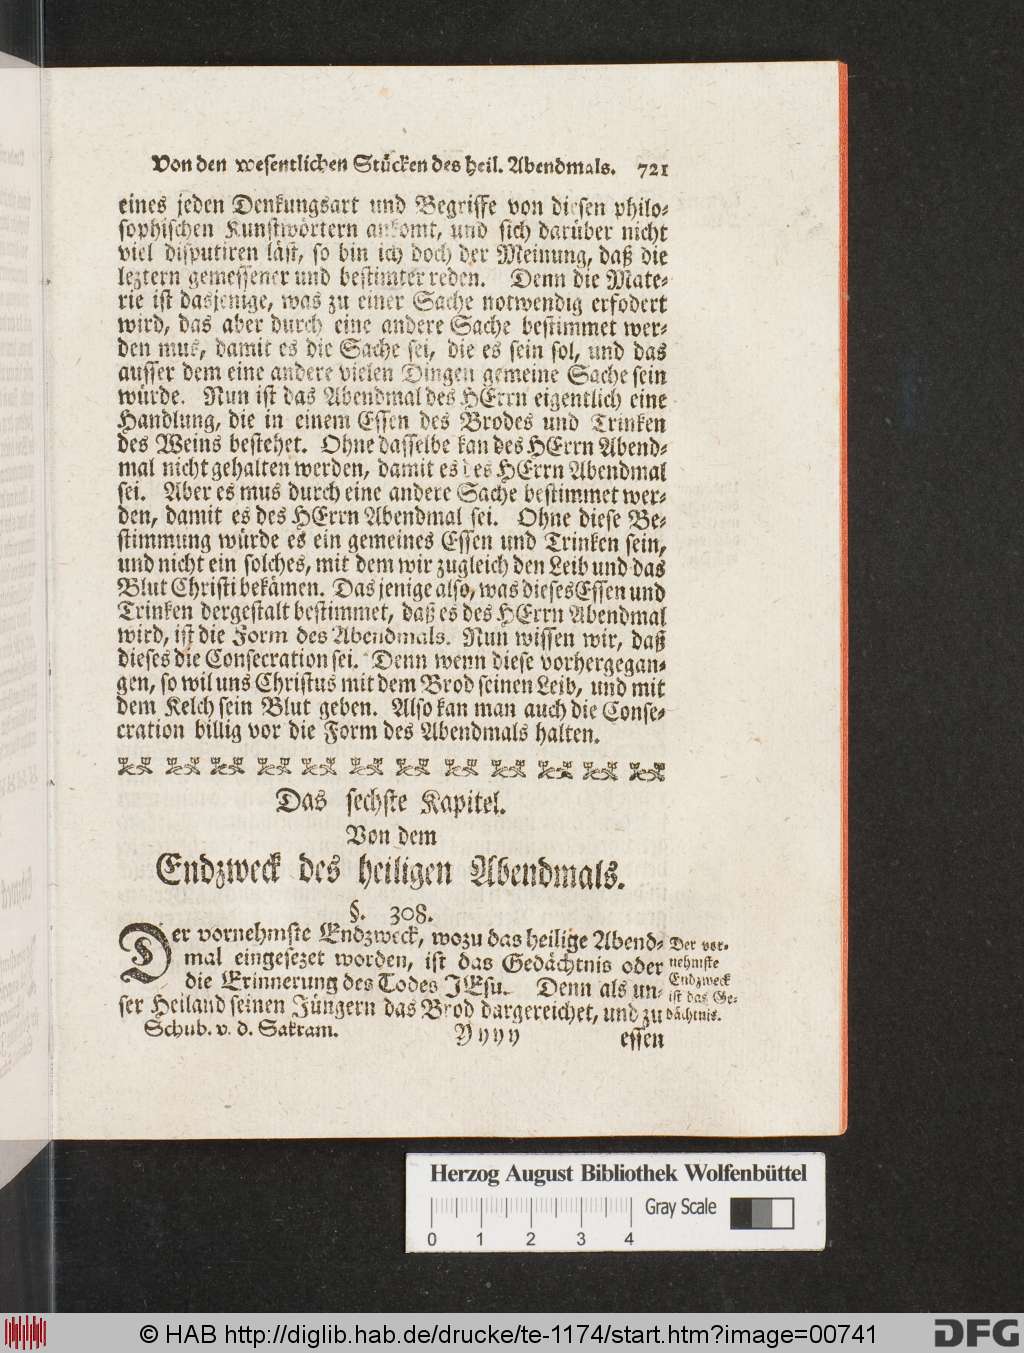 Von den wesentlichen Stücken des heil. Abendmals. 721
eines jeden Denkungsart und Begriffe von diesen philo-
sophischen Kunstwörtern ankomt, und sich darüber nicht
viel disputiren läst, so bin ich doch der Meinung, daß die
leztern gemessener und bestimter reden. Denn die Mate-
rie ist dasjenige, was zu einer Sache notwendig erfodert
wird, das aber durch eine andere Sache bestimmet wer-
den mus, damit es die Sache sei, die es sein sol, und das
ausser dem eine andere vielen Dingen gemeine Sache sein
würde. Nun ist das Abendmal des HErrn eigentlich eine
Handlung, die in einem Essen des Brodes und Trinken
des Weins bestehet. Ohne dasselbe kan des HErrn Abend-
mal nicht gehalten werden, damit es des HErrn Abendmal
sei. Aber es mus durch eine andere Sache bestimmet wer-
den, damit es des HErrn Abendmal sei. Ohne diese Be-
stimmung würde es ein gemeines Essen und Trinken sein,
und nicht ein solches, mit dem wir zugleich den Leib und das
Blut Christi bekämen. Das jenige also, was dieses Essen und
Trinken dergestalt bestimmet, daß es des HErrn Abendmal
wird, ist die Form des Abendmals. Nun wissen wir, daß
dieses die Consecration sei. Denn wenn diese vorhergegan-
gen, so wil uns Christus mit dem Brod seinen Leib, und mit
dem Kelch sein Blut geben. Also kan man auch die Conse-
cration billig vor die Form des Abendmals halten.
Das sechste Kapitel.
Von dem
Endzweck des heiligen Abendmals.
§. 308.
Der vornehmste Endzweck, wozu das heilige Abend-
mal eingesezet worden, ist das Gedächtnis oder
die Erinnerung des Todes JEsu. Denn als un-
ser Heiland seinen Jüngern das Brod dargereichet, und zu
Der vor-
nehmste
Endzweck
ist das Ge-
dächtnis.
Schub. v. d. Sakram. Yyyy essen
Herzog August Bibliothek Wolfenbüttel
Gray Scale
0 1 2 3 4
© HAB http://diglib.hab.de/drucke/te-1174/start.htm?image=00741
DFG